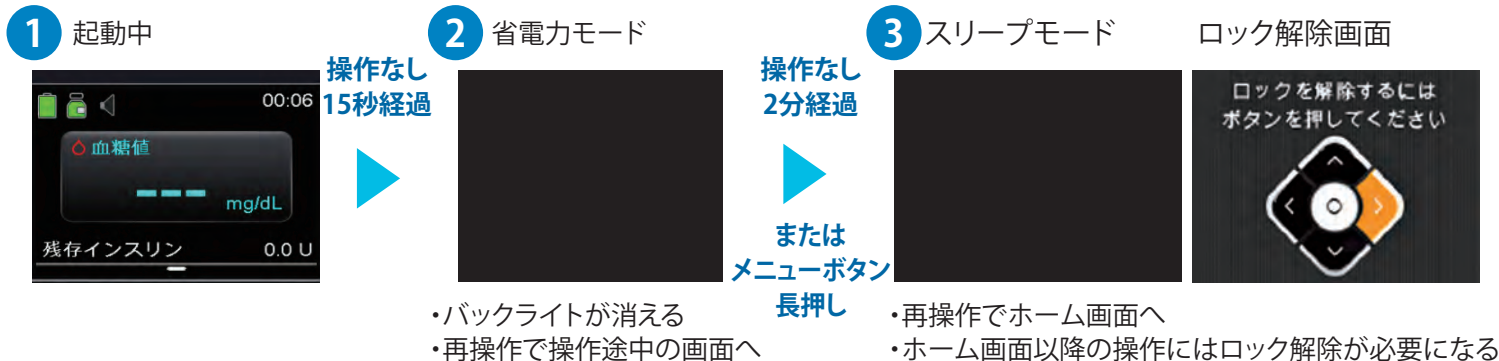 1 起動中
00:06
血糖値
--- mg/dL
残存インスリン 0.0 U
操作なし
15秒経過
2 省電力モード
・バックライトが消える
・再操作で操作途中の画面へ
操作なし
2分経過
または
メニューボタン
長押し
3 スリープモード
ロック解除画面
ロックを解除するには
ボタンを押してください
・再操作でホーム画面へ
・ホーム画面以降の操作にはロック解除が必要になる